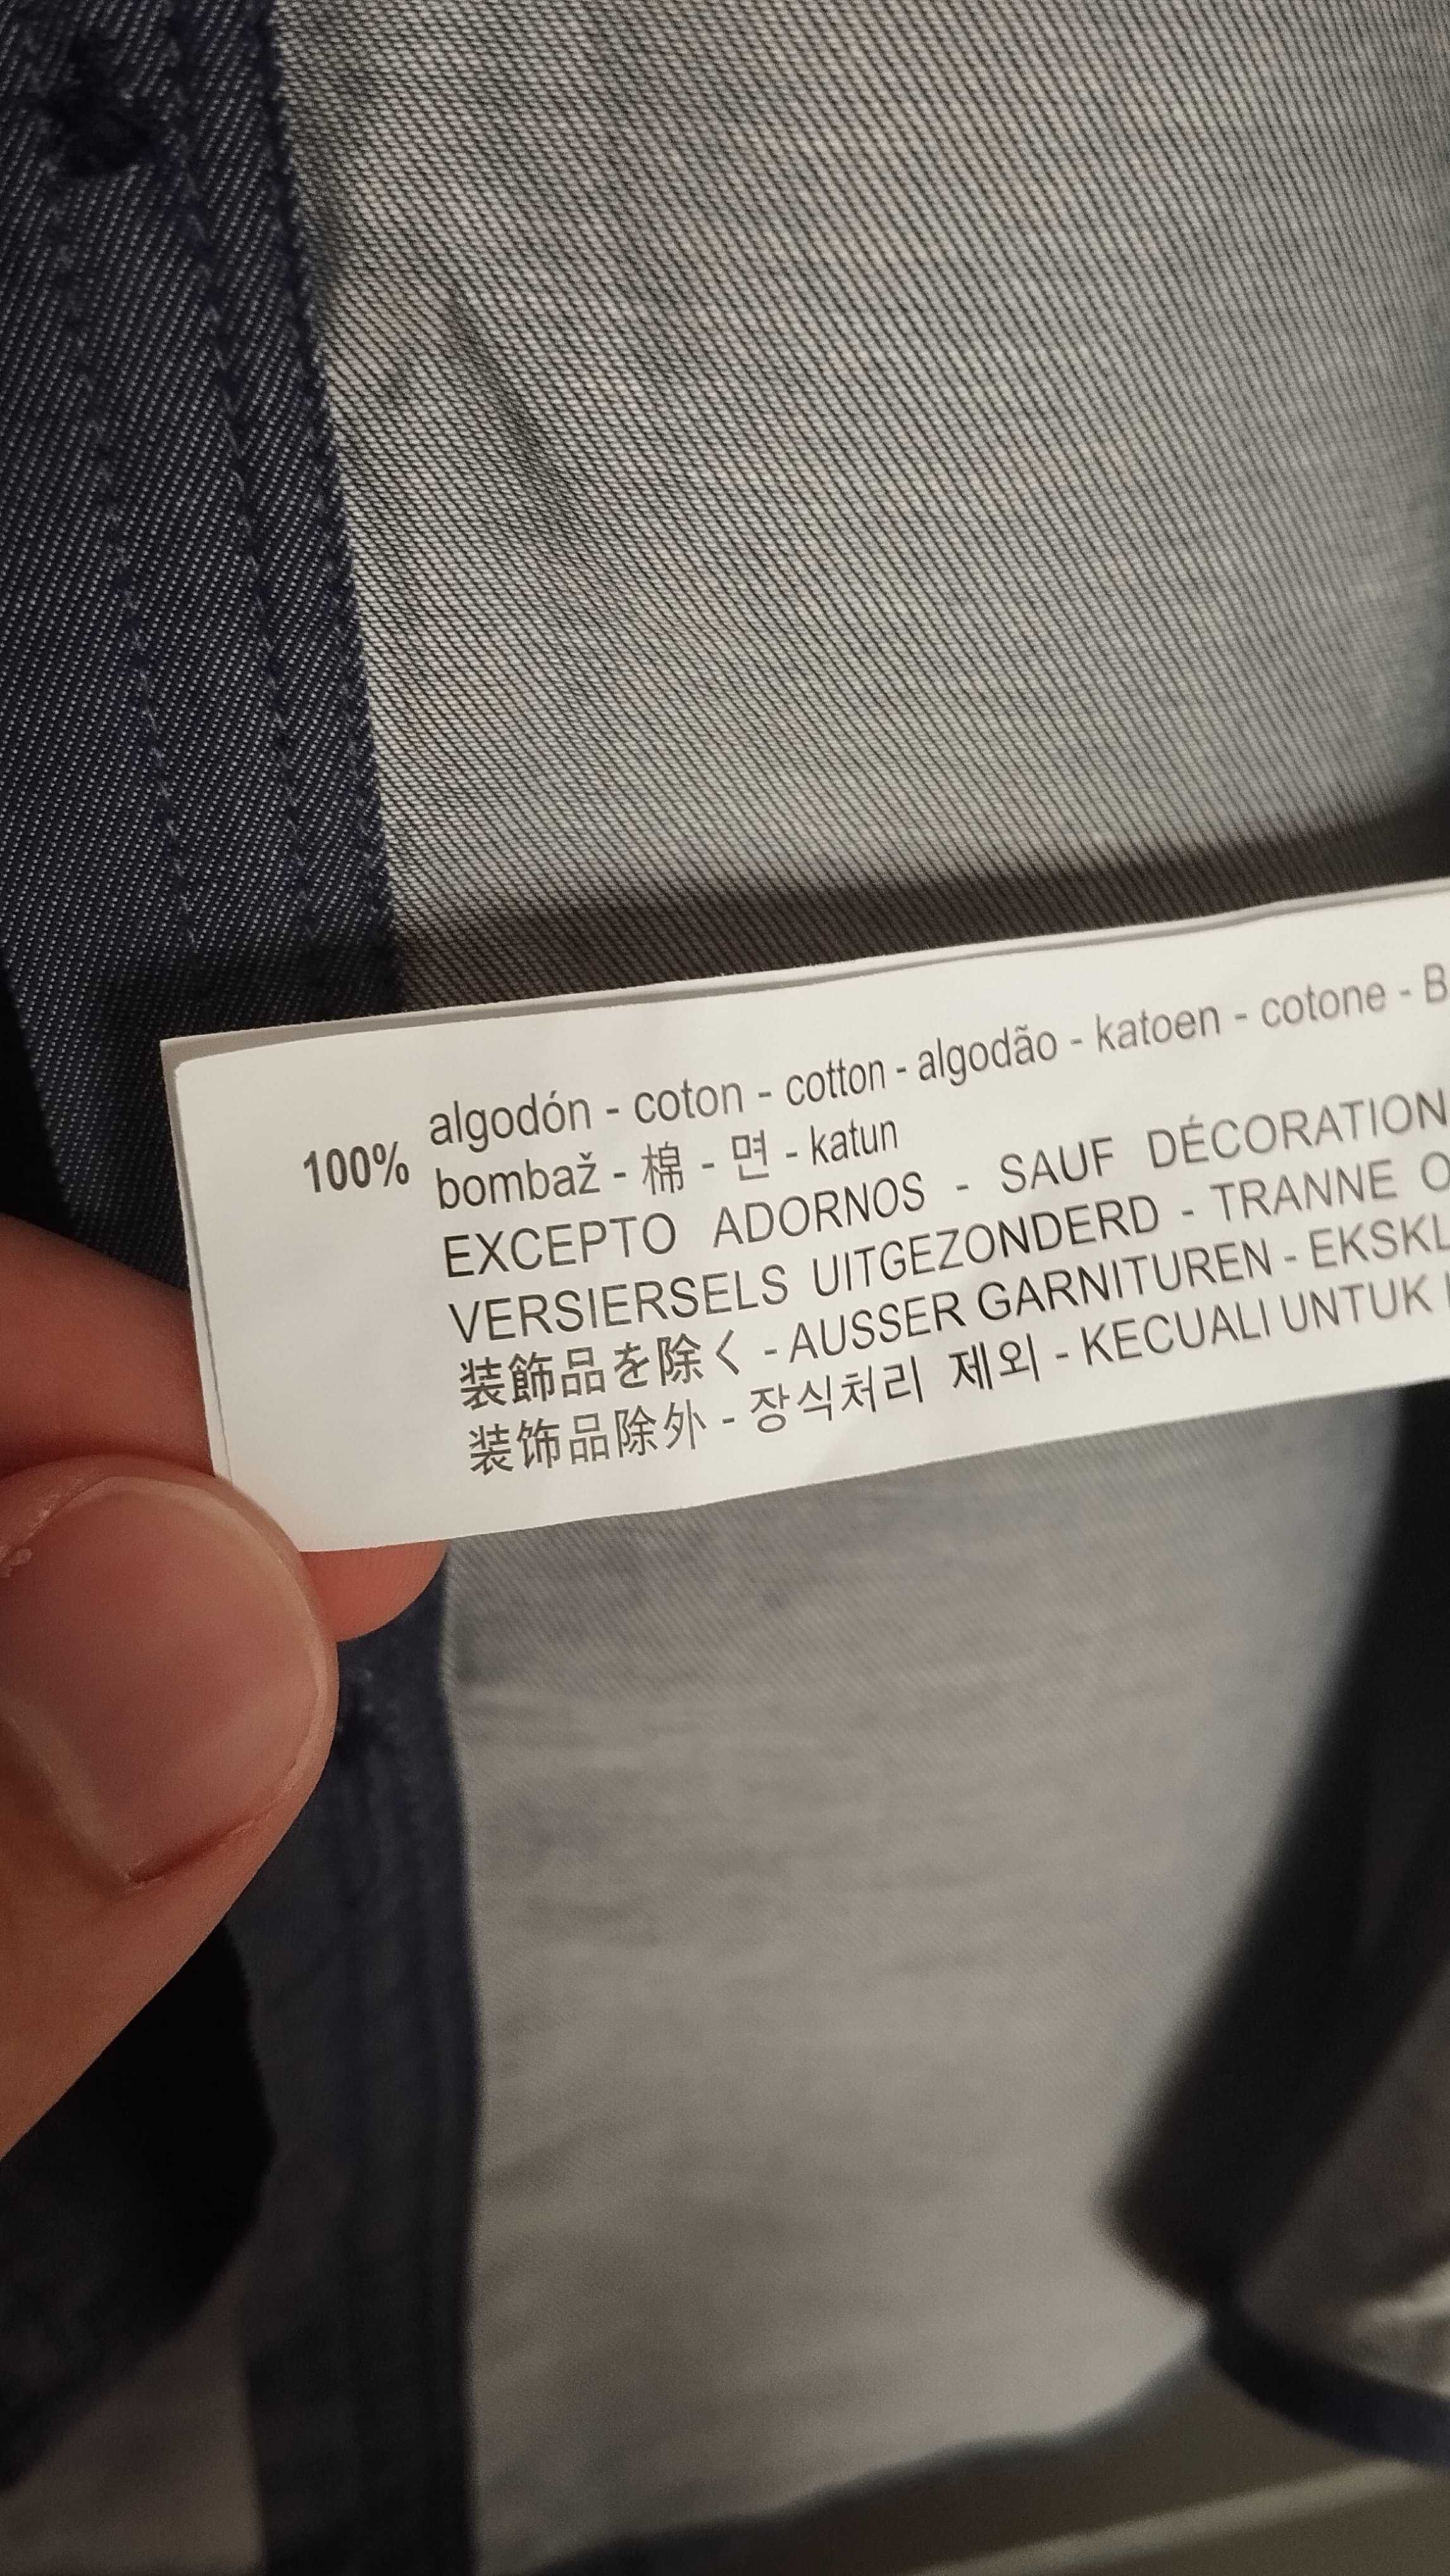 100% algodón - coton - cotton - algodão - katoen - cotone -
bombaž - 棉 - 면 - katun
EXCEPTO ADORNOS - SAUF DÉCORATION
VERSIERSELS UITGEZONDERD - TRANNE
装飾品を除く - AUSSER GARNITUREN -
装饰品除外 - 장식처리 제외 - KECUALI UNTUK